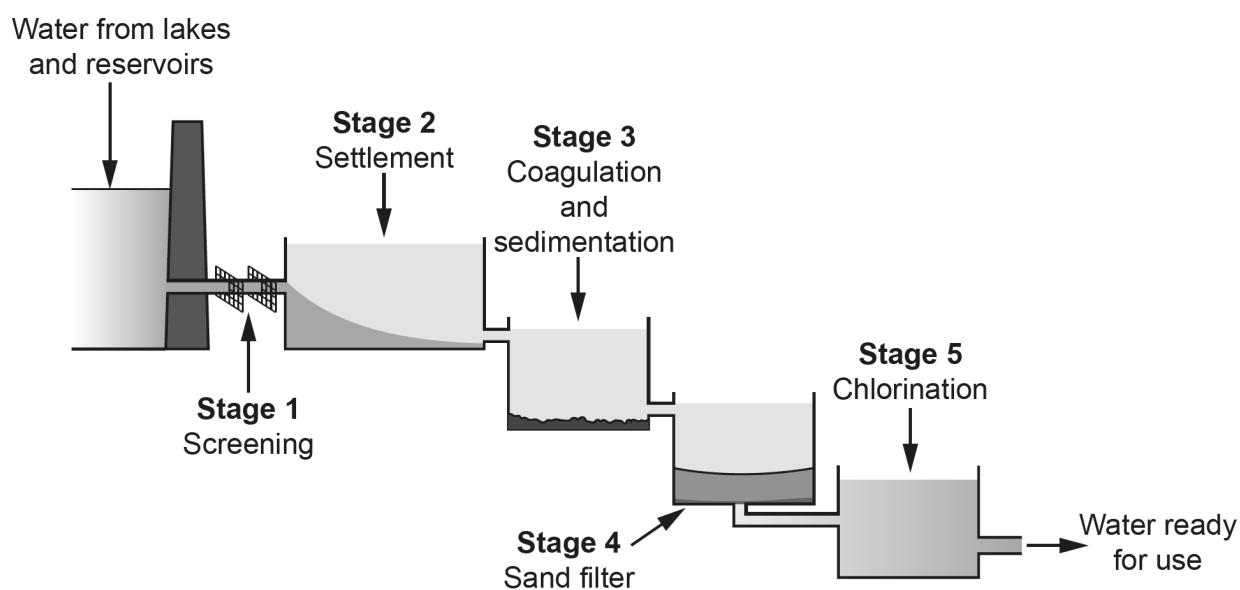 Water from lakes
and reservoirs
Stage 1
Screening
Stage 2
Settlement
Stage 3
Coagulation
and
sedimentation
Stage 4
Sand filter
Stage 5
Chlorination
Water ready
for use